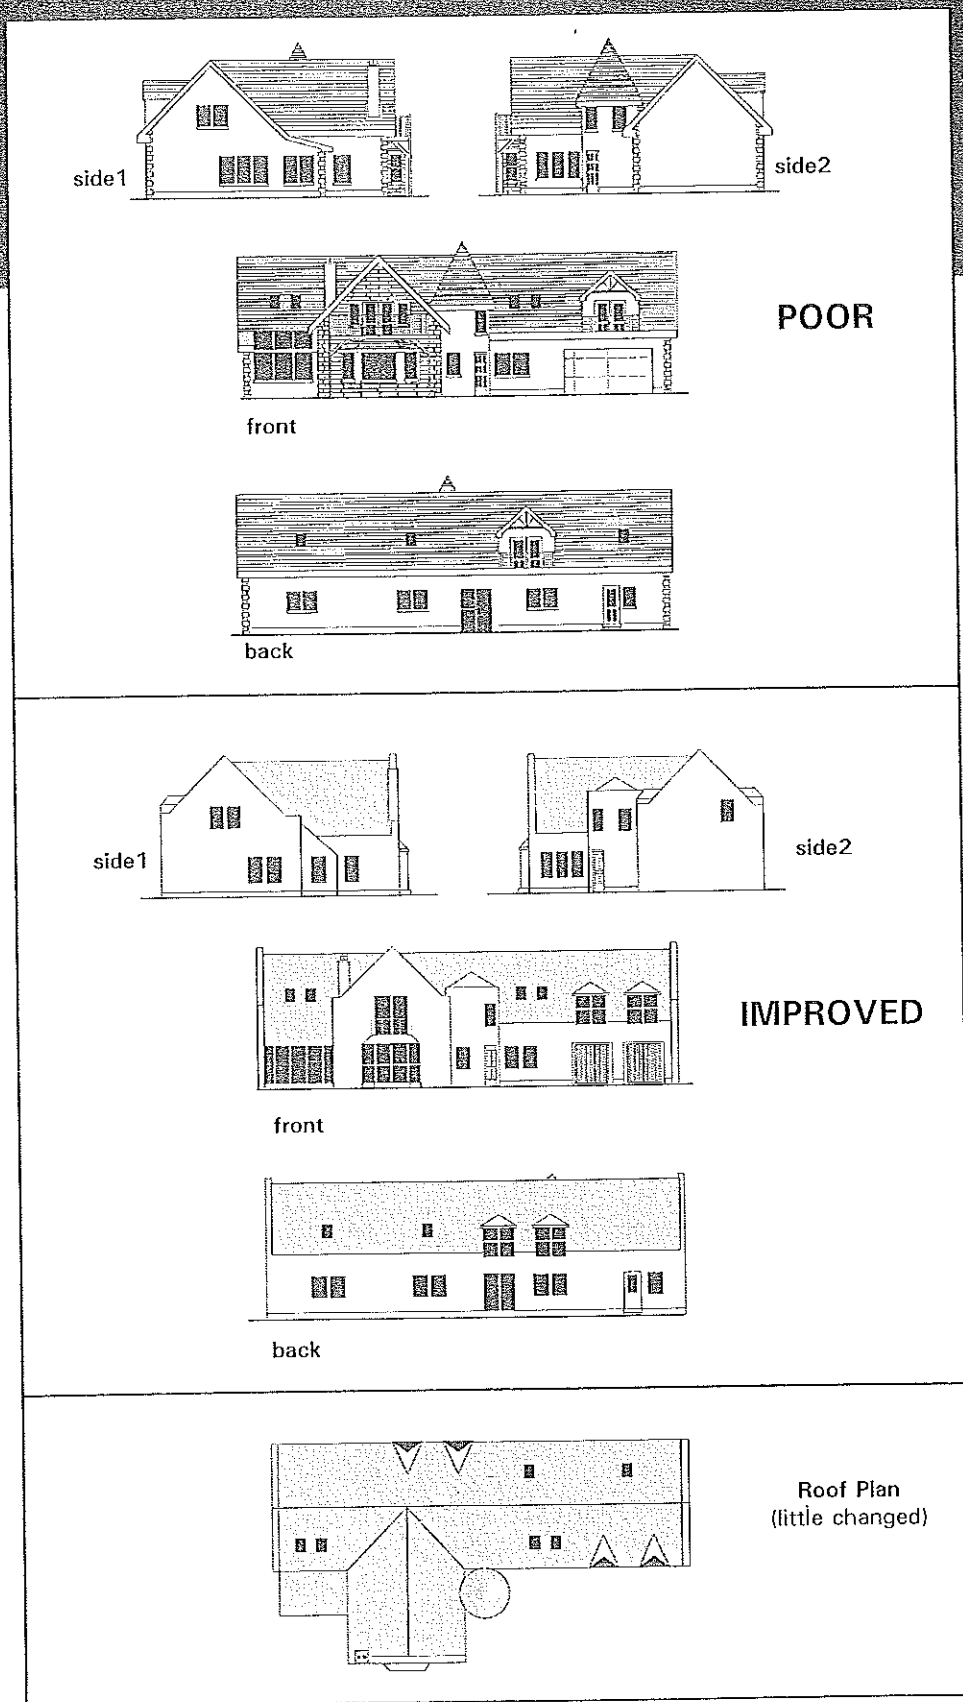 side1
side2
POOR
front
back
side1
side2
IMPROVED
front
back
Roof Plan
(little changed)